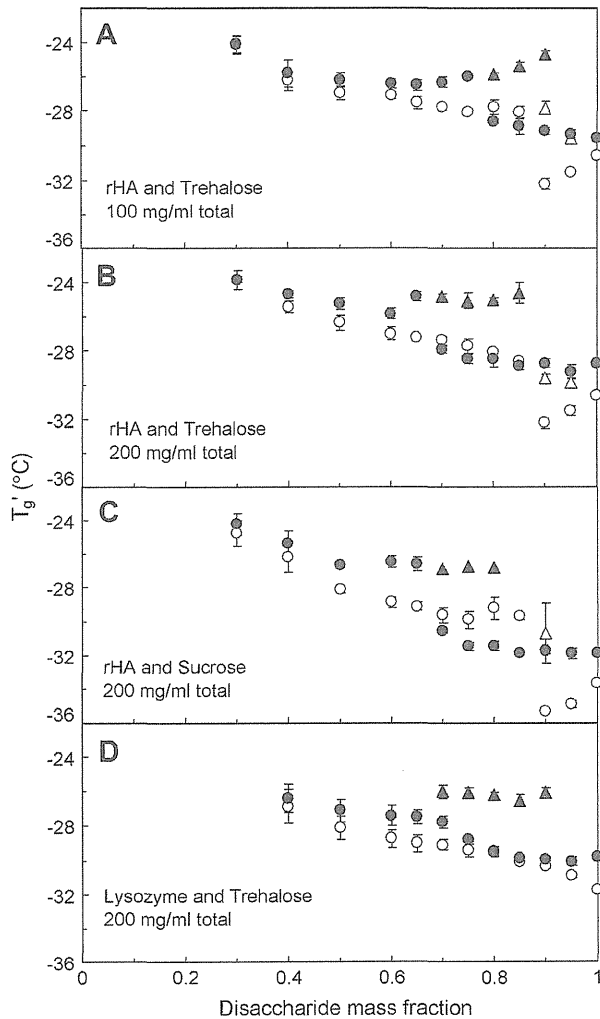 A
-24
-28
-32
-36
rHA and Trehalose
100 mg/ml total
B
-24
-28
-32
-36
rHA and Trehalose
200 mg/ml total
Tg' (°C)
C
-24
-28
-32
-36
rHA and Sucrose
200 mg/ml total
D
-24
-28
-32
-36
Lysozyme and Trehalose
200 mg/ml total
0 0.2 0.4 0.6 0.8 1
Disaccharide mass fraction